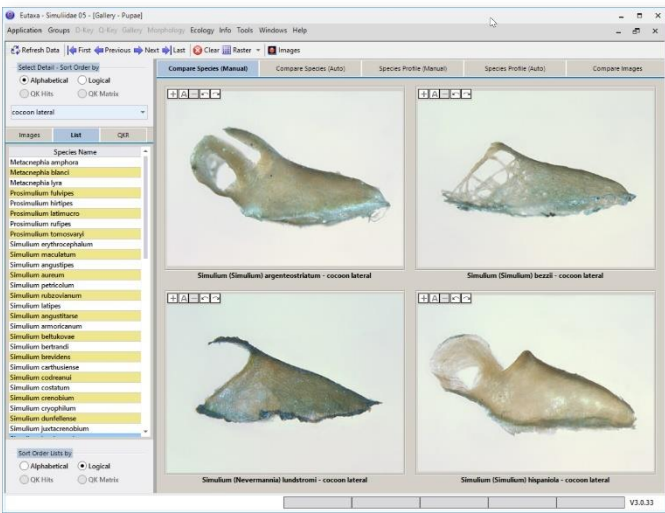 Eutaxa - Simuliidae 05 - [Gallery - Pupae]
Application Groups D-Key Q-Key Gallery Morphology Ecology Info Tools Windows Help
Refresh Data First Previous Next Last Clear Raster Images
Select Detail - Sort Order by
Alphabetical Logical
QK Hits QK Matrix
cocoon lateral
Images List QKR
Species Name
Metacnephia amphora
Metacnephia blanci
Metacnephia lyra
Prosimulium fulvipes
Prosimulium hirtipes
Prosimulium latimucro
Prosimulium rufipes
Prosimulium tomosvaryi
Simulium erythrocephalum
Simulium maculatum
Simulium angustipes
Simulium aureum
Simulium petricolum
Simulium rubzovianum
Simulium latipes
Simulium angustitarse
Simulium armoricanum
Simulium beltukovae
Simulium bertrandi
Simulium brevidens
Simulium carthusiense
Simulium codreanui
Simulium costatum
Simulium crenobium
Simulium cryophilum
Simulium dunfellense
Simulium juxtacrenobium
Sort Order Lists by
Alphabetical Logical
QK Hits QK Matrix
Compare Species (Manual) Compare Species (Auto) Species Profile (Manual) Species Profile (Auto) Compare Images
Simulium (Simulium) argenteostriatum - cocoon lateral
Simulium (Simulium) bezzii - cocoon lateral
Simulium (Nevermannia) lundstromi - cocoon lateral
Simulium (Simulium) hispaniola - cocoon lateral
V3.0.33